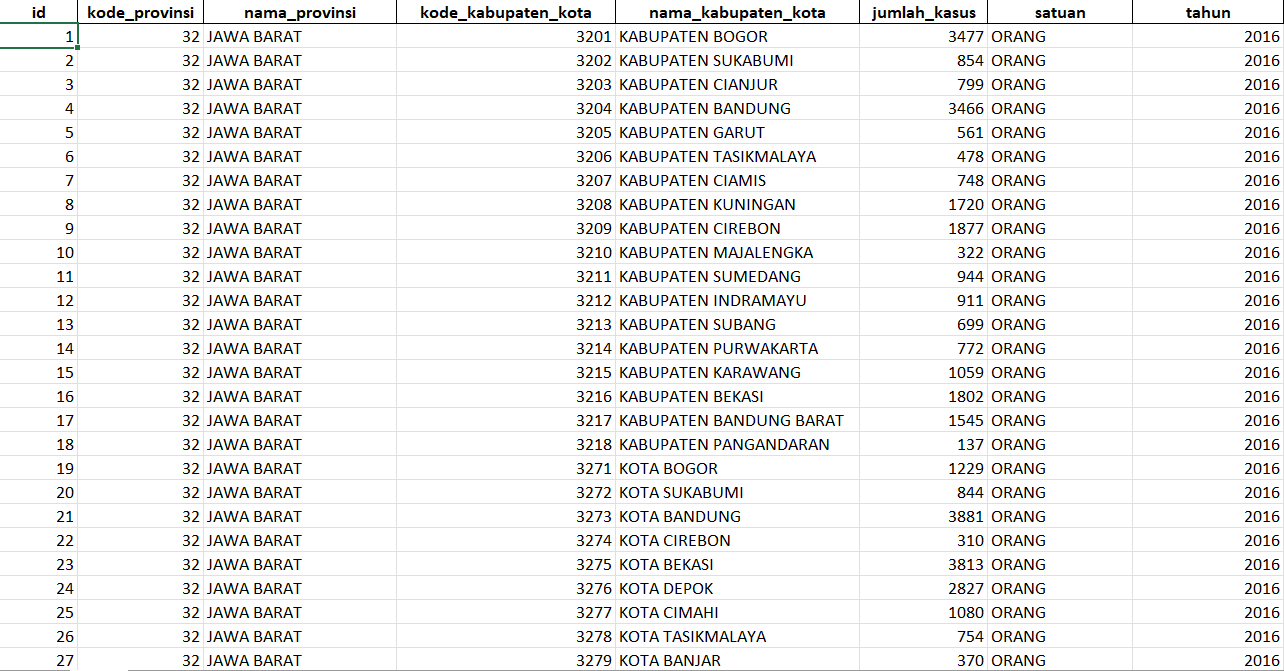 id kode_provinsi nama_provinsi kode_kabupaten_kota nama_kabupaten_kota jumlah_kasus satuan tahun
1 32 JAWA BARAT 3201 KABUPATEN BOGOR 3477 ORANG 2016
2 32 JAWA BARAT 3202 KABUPATEN SUKABUMI 854 ORANG 2016
3 32 JAWA BARAT 3203 KABUPATEN CIANJUR 799 ORANG 2016
4 32 JAWA BARAT 3204 KABUPATEN BANDUNG 3466 ORANG 2016
5 32 JAWA BARAT 3205 KABUPATEN GARUT 561 ORANG 2016
6 32 JAWA BARAT 3206 KABUPATEN TASIKMALAYA 478 ORANG 2016
7 32 JAWA BARAT 3207 KABUPATEN CIAMIS 748 ORANG 2016
8 32 JAWA BARAT 3208 KABUPATEN KUNINGAN 1720 ORANG 2016
9 32 JAWA BARAT 3209 KABUPATEN CIREBON 1877 ORANG 2016
10 32 JAWA BARAT 3210 KABUPATEN MAJALENGKA 322 ORANG 2016
11 32 JAWA BARAT 3211 KABUPATEN SUMEDANG 944 ORANG 2016
12 32 JAWA BARAT 3212 KABUPATEN INDRAMAYU 911 ORANG 2016
13 32 JAWA BARAT 3213 KABUPATEN SUBANG 699 ORANG 2016
14 32 JAWA BARAT 3214 KABUPATEN PURWAKARTA 772 ORANG 2016
15 32 JAWA BARAT 3215 KABUPATEN KARAWANG 1059 ORANG 2016
16 32 JAWA BARAT 3216 KABUPATEN BEKASI 1802 ORANG 2016
17 32 JAWA BARAT 3217 KABUPATEN BANDUNG BARAT 1545 ORANG 2016
18 32 JAWA BARAT 3218 KABUPATEN PANGANDARAN 137 ORANG 2016
19 32 JAWA BARAT 3271 KOTA BOGOR 1229 ORANG 2016
20 32 JAWA BARAT 3272 KOTA SUKABUMI 844 ORANG 2016
21 32 JAWA BARAT 3273 KOTA BANDUNG 3881 ORANG 2016
22 32 JAWA BARAT 3274 KOTA CIREBON 310 ORANG 2016
23 32 JAWA BARAT 3275 KOTA BEKASI 3813 ORANG 2016
24 32 JAWA BARAT 3276 KOTA DEPOK 2827 ORANG 2016
25 32 JAWA BARAT 3277 KOTA CIMAHI 1080 ORANG 2016
26 32 JAWA BARAT 3278 KOTA TASIKMALAYA 754 ORANG 2016
27 32 JAWA BARAT 3279 KOTA BANJAR 370 ORANG 2016